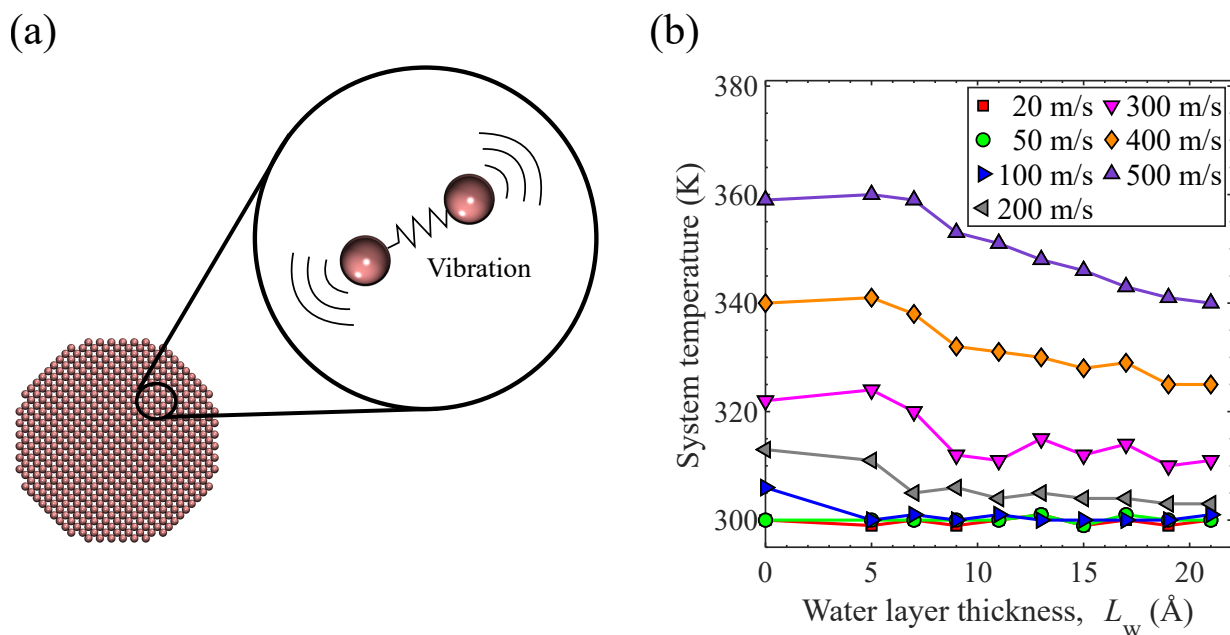 (a)
Vibration
(b)
380
360
340
320
300
System temperature (K)
20 m/s
50 m/s
100 m/s
200 m/s
300 m/s
400 m/s
500 m/s
0 5 10 15 20
Water layer thickness, Lw (Å)